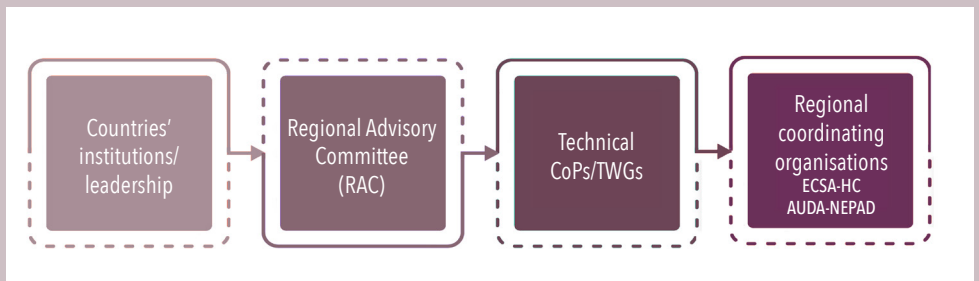 Countries’
institutions/
leadership
Regional Advisory
Committee
(RAC)
Technical
CoPs/TWGs
Regional
coordinating
organisations
ECSA-HC
AUDA-NEPAD